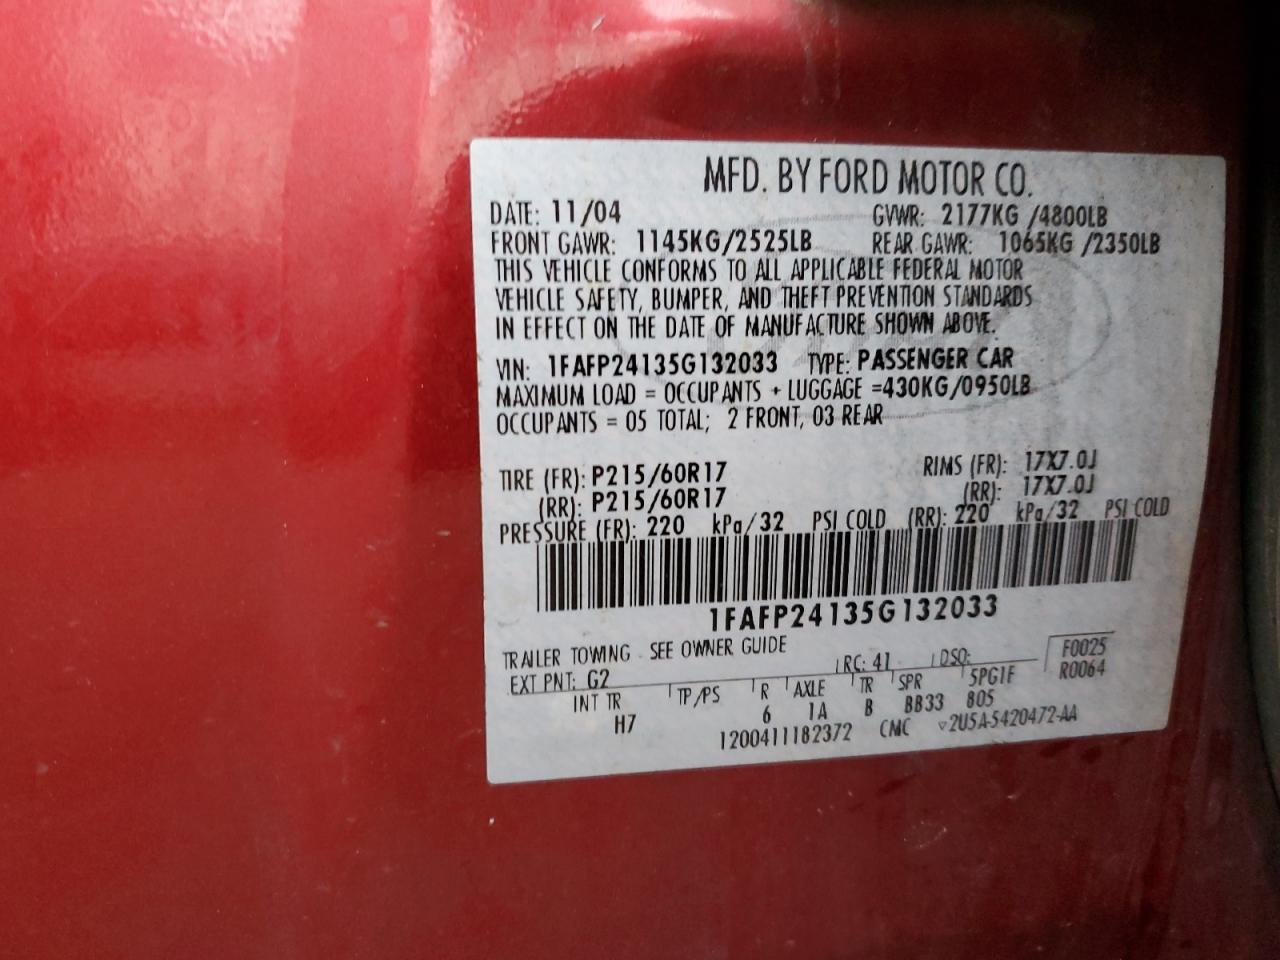 MFD. BY FORD MOTOR CO.
DATE: 11/04 GVWR: 2177KG /4800LB
FRONT GAWR: 1145KG/2525LB REAR GAWR: 1065KG /2350LB
THIS VEHICLE CONFORMS TO ALL APPLICABLE FEDERAL MOTOR
VEHICLE SAFETY, BUMPER, AND THEFT PREVENTION STANDARDS
IN EFFECT ON THE DATE OF MANUFACTURE SHOWN ABOVE.
VIN: 1FAFP24135G132033 TYPE: PASSENGER CAR
MAXIMUM LOAD = OCCUPANTS + LUGGAGE =430KG/0950LB
OCCUPANTS = 05 TOTAL; 2 FRONT, 03 REAR
TIRE (FR): P215/60R17 RIMS (FR): 17X7.0J
(RR): P215/60R17 (RR): 17X7.0J
PRESSURE (FR): 220 kPa/32 PSI COLD (RR): 220 kPa/32 PSI COLD
1FAFP24135G132033
TRAILER TOWING - SEE OWNER GUIDE
EXT PNT: G2 RC: 41 DSO: F0025
R0064
INT TR TP/PS R AXLE TR SPR 5PG1F
H7 6 1A B BB33 805
1200411182372 CMC ▽2U5A-5420472-AA